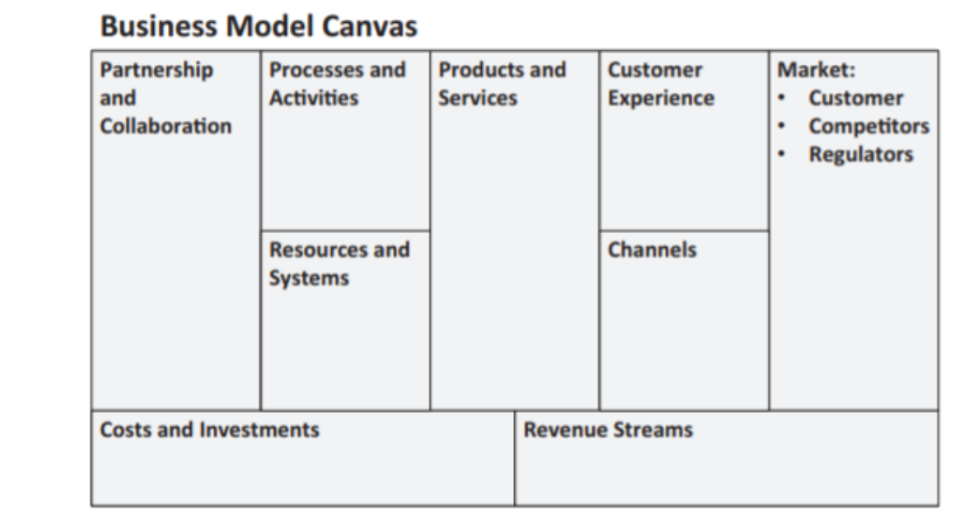 Business Model Canvas
Partnership
and
Collaboration
Processes and
Activities
Resources and
Systems
Products and
Services
Customer
Experience
Channels
Market:
• Customer
• Competitors
• Regulators
Costs and Investments
Revenue Streams